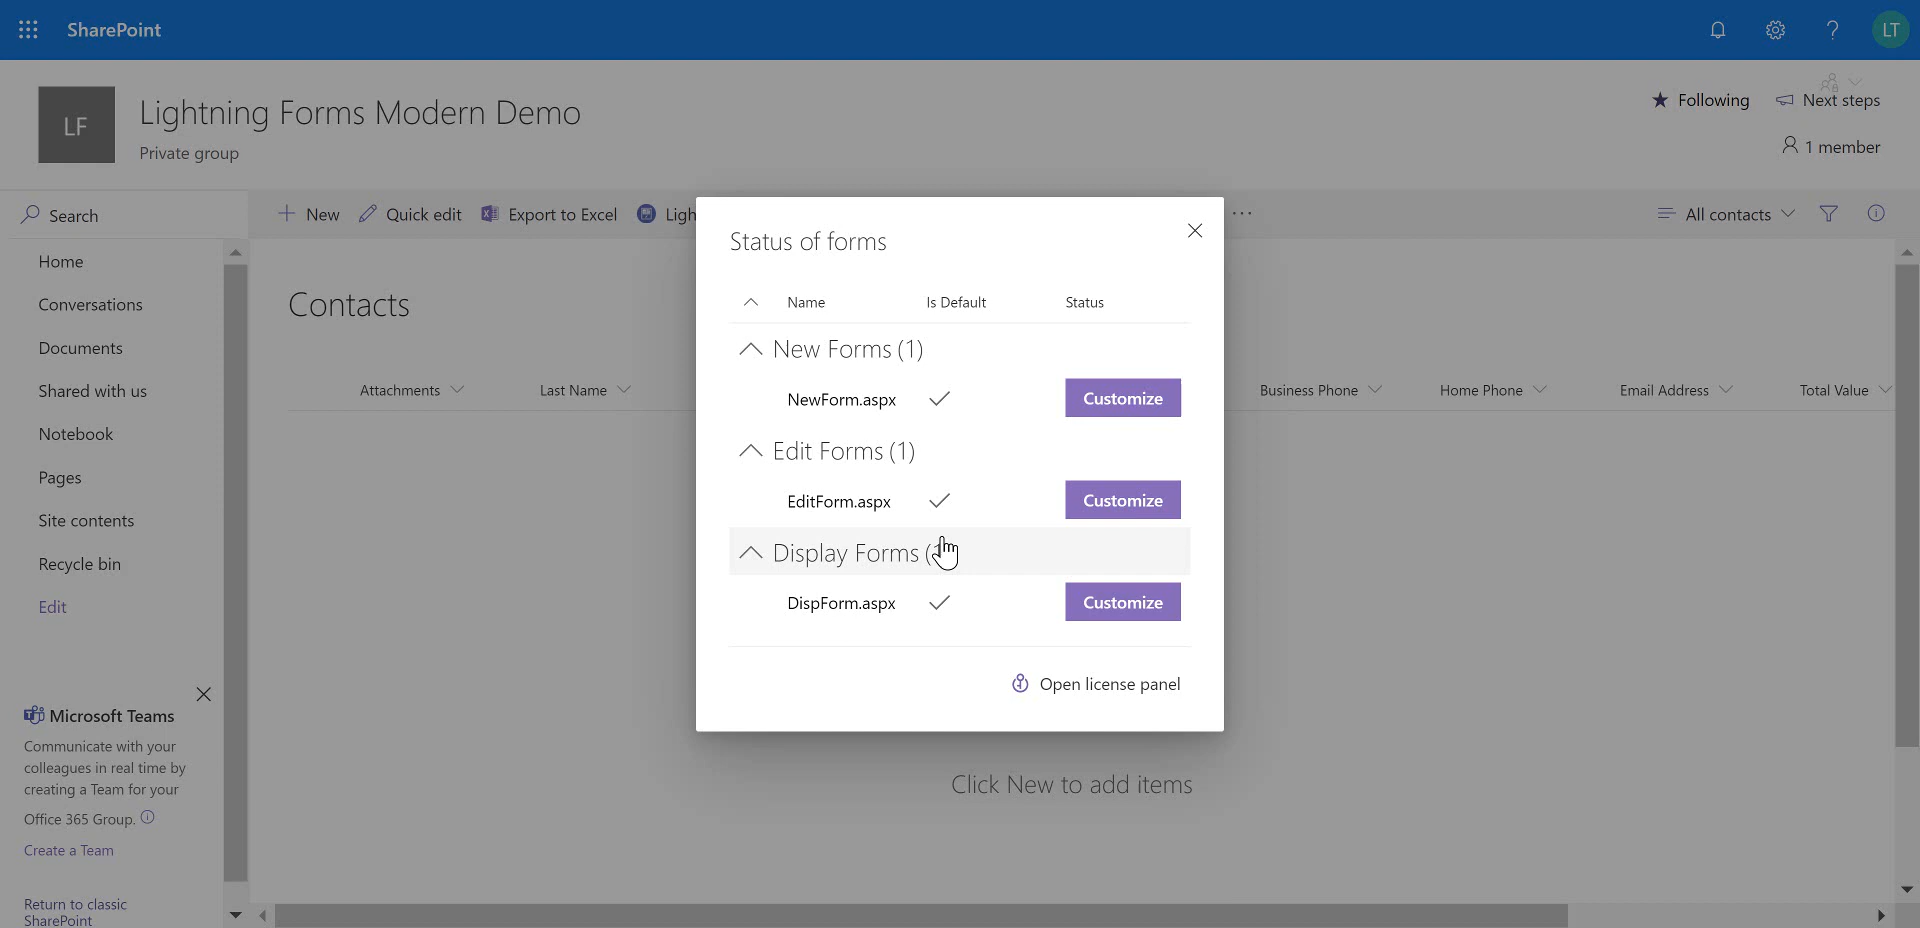 SharePoint
LT
LF
Lightning Forms Modern Demo
Private group
Following
Next steps
1 member
Search
New
Quick edit
Export to Excel
All contacts
Home
Conversations
Documents
Shared with us
Notebook
Pages
Site contents
Recycle bin
Edit
Microsoft Teams
Communicate with your
colleagues in real time by
creating a Team for your
Office 365 Group.
Create a Team
Return to classic
SharePoint
Contacts
Attachments
Last Name
Business Phone
Home Phone
Email Address
Total Value
Click New to add items
Status of forms
Name
Is Default
Status
New Forms (1)
NewForm.aspx
Customize
Edit Forms (1)
EditForm.aspx
Customize
Display Forms
DispForm.aspx
Customize
Open license panel